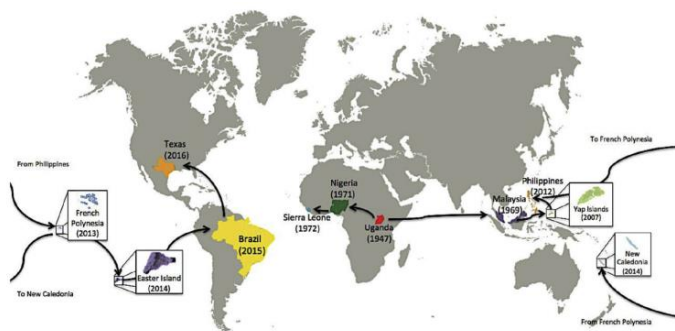 Texas
(2016)
From Philippines
French
Polynesia
(2013)
Easter Island
(2014)
To New Caledonia
Brazil
(2015)
Nigeria
(1971)
Sierra Leone
(1972)
Uganda
(1947)
Malaysia
(1969)
Philippines
(2012)
To French Polynesia
Yap Islands
(2007)
New
Caledonia
(2014)
From French Polynesia